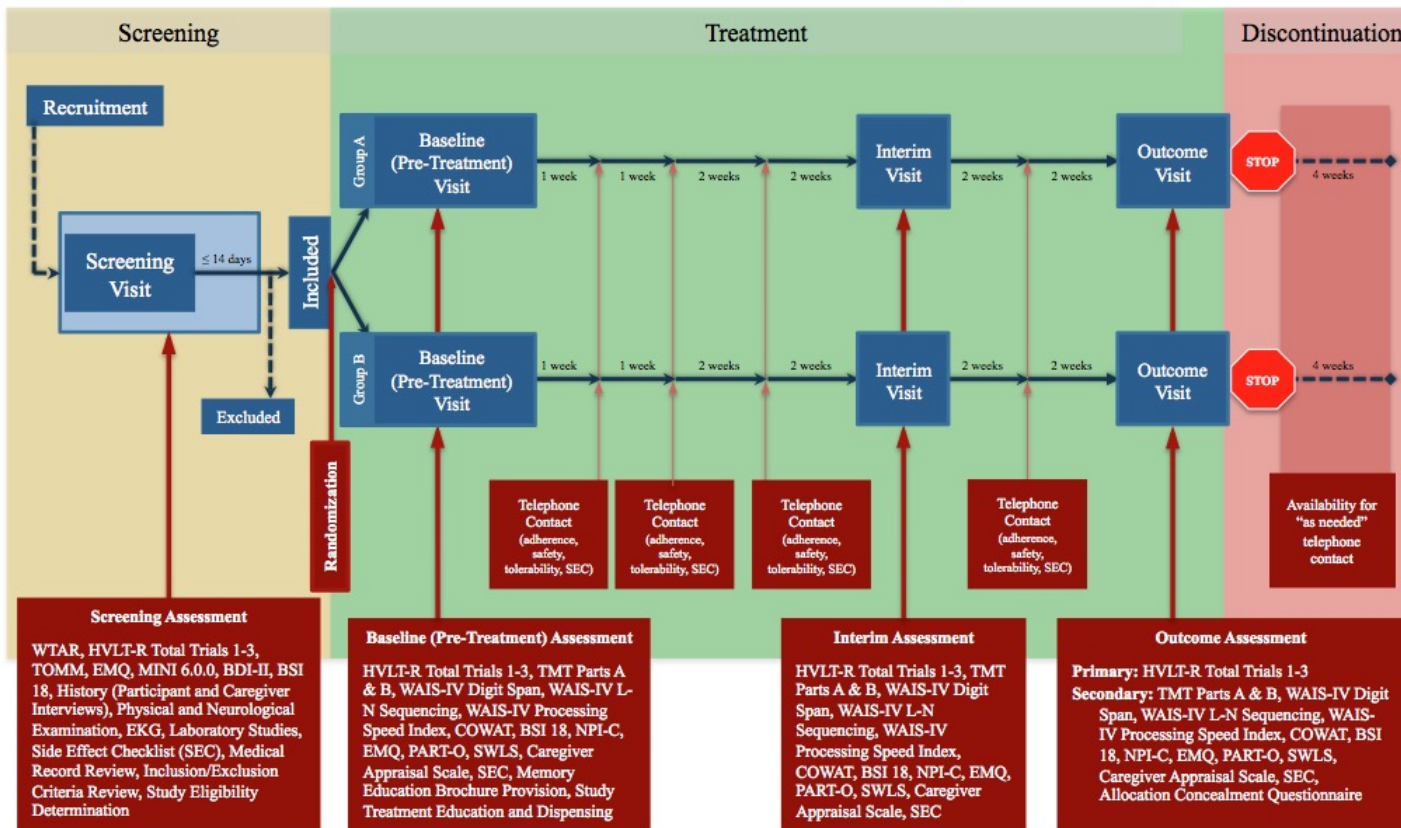 Screening
Treatment
Discontinuation
Recruitment
Screening
Visit
≤ 14 days
Included
Excluded
Randomization
Group A
Baseline
(Pre-Treatment)
Visit
1 week
1 week
2 weeks
2 weeks
Interim
Visit
2 weeks
2 weeks
Outcome
Visit
STOP
4 weeks
Group B
Baseline
(Pre-Treatment)
Visit
1 week
1 week
2 weeks
2 weeks
Interim
Visit
2 weeks
2 weeks
Outcome
Visit
STOP
4 weeks
Telephone
Contact
(adherence,
safety,
tolerability, SEC)
Telephone
Contact
(adherence,
safety,
tolerability, SEC)
Telephone
Contact
(adherence,
safety,
tolerability, SEC)
Telephone
Contact
(adherence,
safety,
tolerability, SEC)
Availability for
“as needed”
telephone
contact
Screening Assessment
WTAR, HVLT-R Total Trials 1-3,
TOMM, EMQ, MINI 6.0.0, BDI-II, BSI
18, History (Participant and Caregiver
Interviews), Physical and Neurological
Examination, EKG, Laboratory Studies,
Side Effect Checklist (SEC), Medical
Record Review, Inclusion/Exclusion
Criteria Review, Study Eligibility
Determination
Baseline (Pre-Treatment) Assessment
HVLT-R Total Trials 1-3, TMT Parts A
& B, WAIS-IV Digit Span, WAIS-IV L-
N Sequencing, WAIS-IV Processing
Speed Index, COWAT, BSI 18, NPI-C,
EMQ, PART-O, SWLS, Caregiver
Appraisal Scale, SEC, Memory
Education Brochure Provision, Study
Treatment Education and Dispensing
Interim Assessment
HVLT-R Total Trials 1-3, TMT
Parts A & B, WAIS-IV Digit
Span, WAIS-IV L-N
Sequencing, WAIS-IV
Processing Speed Index,
COWAT, BSI 18, NPI-C, EMQ,
PART-O, SWLS, Caregiver
Appraisal Scale, SEC
Outcome Assessment
Primary: HVLT-R Total Trials 1-3
Secondary: TMT Parts A & B, WAIS-IV Digit
Span, WAIS-IV L-N Sequencing, WAIS-
IV Processing Speed Index, COWAT, BSI
18, NPI-C, EMQ, PART-O, SWLS,
Caregiver Appraisal Scale, SEC,
Allocation Concealment Questionnaire